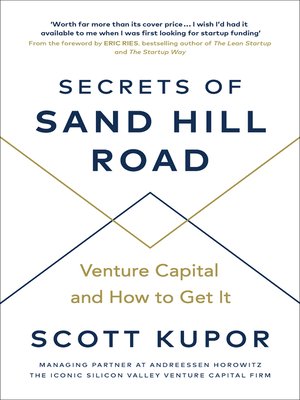 'Worth far more than its cover price ... I wish I'd had it
available to me when I was first looking for startup funding'
From the foreword by ERIC RIES, bestselling author of The Lean Startup
and The Startup Way
SECRETS OF
SAND HILL
ROAD
Venture Capital
and How to Get It
SCOTT KUPOR
MANAGING PARTNER AT ANDREESSEN HOROWITZ
THE ICONIC SILICON VALLEY VENTURE CAPITAL FIRM